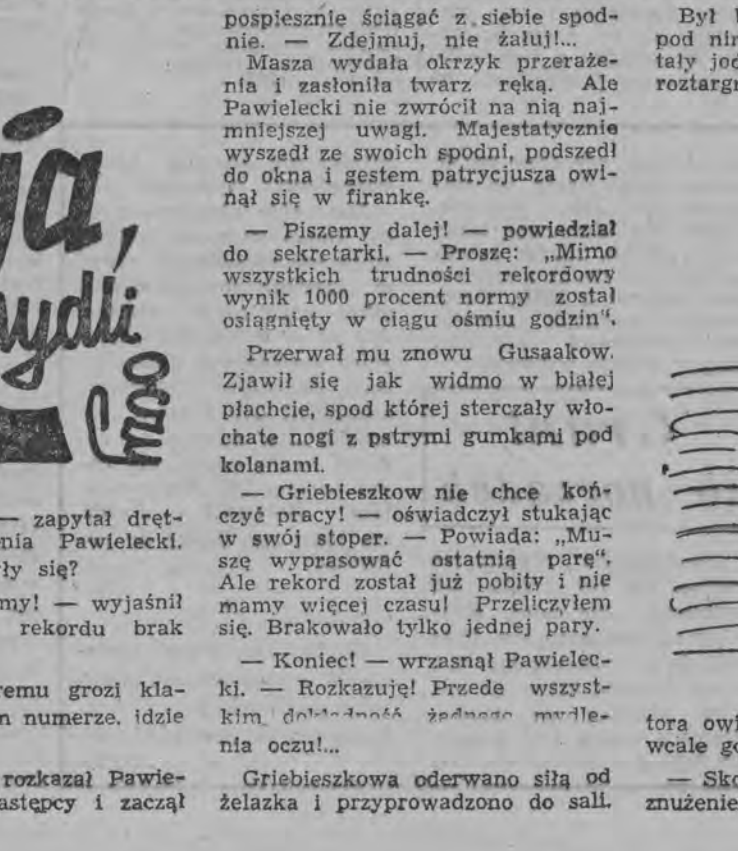 ja,
mydli
oczy
— zapytał dręt-
nia Pawielecki.
ły się?
my! — wyjaśnił
rekordu brak
remu grozi kla-
n numerze, idzie
rozkazał Pawie-
astępcy i zaczął
pospiesznie ściągać z siebie spod-
nie. — Zdejmuj, nie żałuj!...
Masza wydała okrzyk przeraże-
nia i zasłoniła twarz ręką. Ale
Pawielecki nie zwrócił na nią naj-
mniejszej uwagi. Majestatycznie
wyszedł ze swoich spodni, podszedł
do okna i gestem patrycjusza owi-
nął się w firankę.
— Piszemy dalej! — powiedział
do sekretarki. — Proszę: „Mimo
wszystkich trudności rekordowy
wynik 1000 procent normy został
osiągnięty w ciągu ośmiu godzin“.
Przerwał mu znowu Gusaakow.
Zjawił się jak widmo w białej
płachcie, spod której sterczały wło-
chate nogi z pstrymi gumkami pod
kolanami.
— Griebieszkow nie chce koń-
czyć pracy! — oświadczył stukając
w swój stoper. — Powiada: „Mu-
szę wyprasować ostatnią parę“.
Ale rekord został już pobity i nie
mamy więcej czasu! Przeliczyłem
się. Brakowało tylko jednej pary.
— Koniec! — wrzasnął Pawielec-
ki. — Rozkazuję! Przede wszyst-
kim dokładność żadnego mydle-
nia oczu!...
Griebieszkowa oderwano siłą od
żelazka i przyprowadzono do sali.
Był
pod
tały
roztarg
tora owi
wcale
— Sko
znużenie